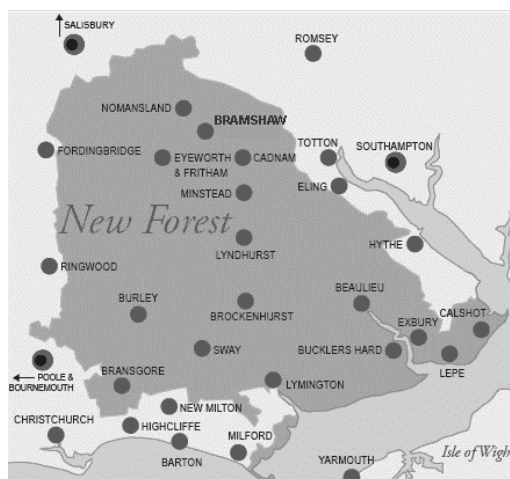 SALISBURY
ROMSEY
NOMANSLAND
BRAMSHAW
FORDINGBRIDGE
EYEWORTH
& FRITHAM
CADNAM
TOTTON
SOUTHAMPTON
MINSTEAD
ELING
New Forest
LYNDHURST
HYTHE
RINGWOOD
BURLEY
BROCKENHURST
BEAULIEU
CALSHOT
EXBURY
SWAY
BUCKLERS HARD
LEPE
POOLE &
BOURNEMOUTH
BRANSGORE
LYMINGTON
NEW MILTON
CHRISTCHURCH
HIGHCLIFFE
MILFORD
BARTON
YARMOUTH
Isle of Wigh